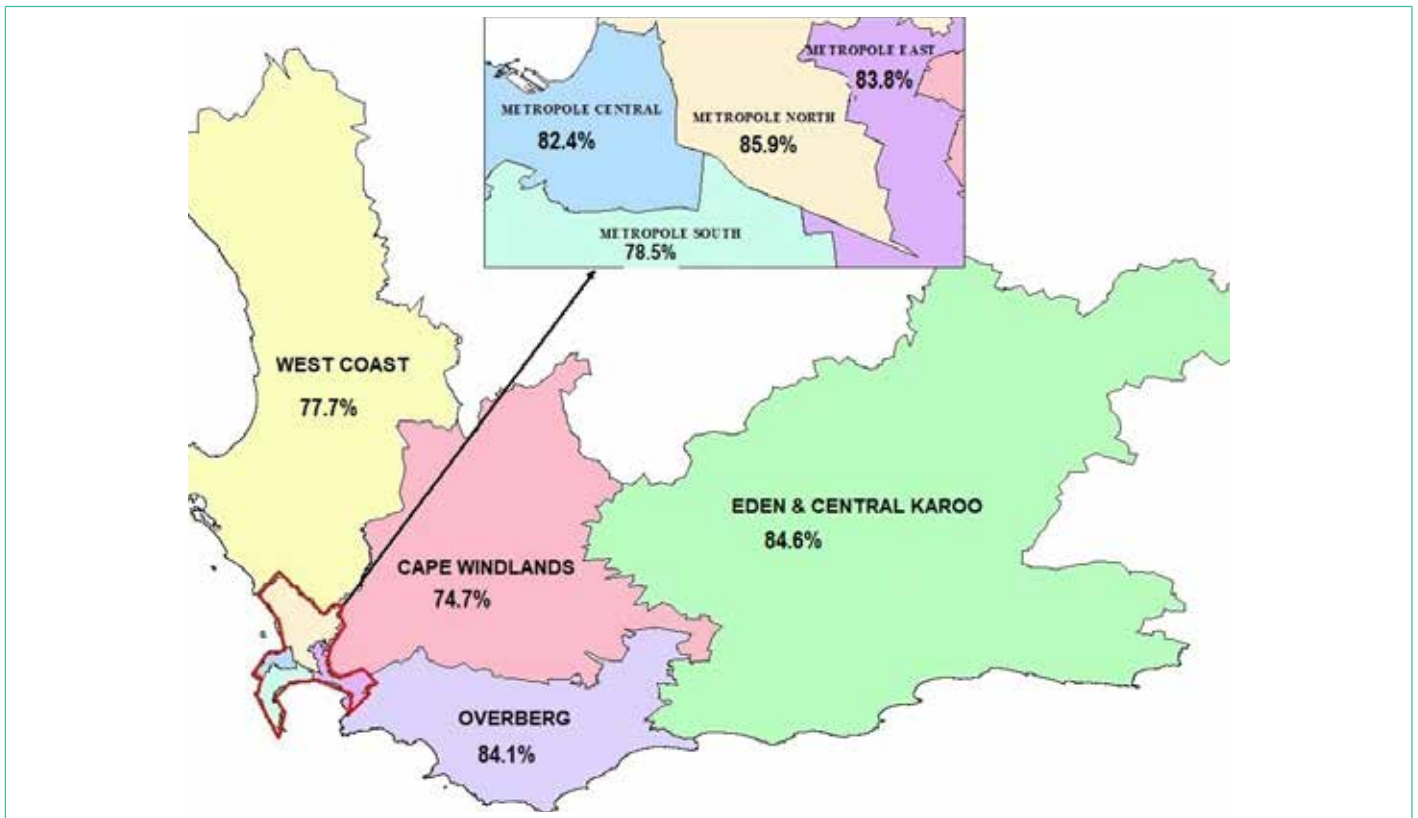 METROPOLE EAST
83.8%
METROPOLE CENTRAL
82.4%
METROPOLE NORTH
85.9%
METROPOLE SOUTH
78.5%
WEST COAST
77.7%
EDEN & CENTRAL KAROO
84.6%
CAPE WINDLANDS
74.7%
OVERBERG
84.1%